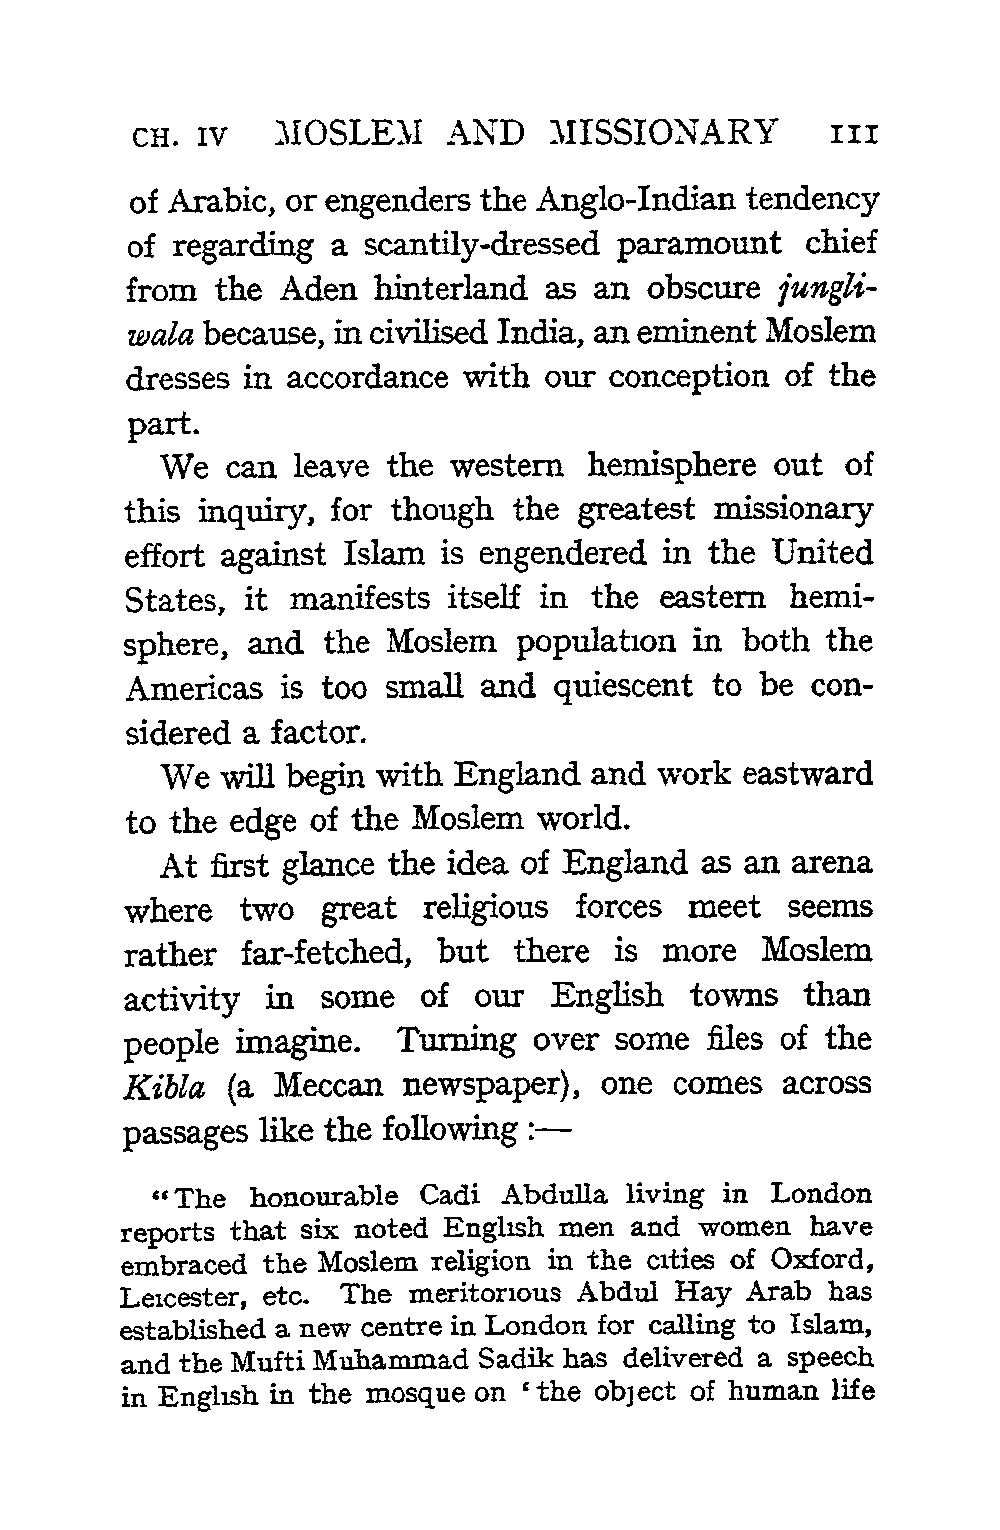 CH. IV MOSLEM AND MISSIONARY 111
of Arabic, or engenders the Anglo-Indian tendency
of regarding a scantily-dressed paramount chief
from the Aden hinterland as an obscure jungli-
wala because, in civilised India, an eminent Moslem
dresses in accordance with our conception of the
part.
We can leave the western hemisphere out of
this inquiry, for though the greatest missionary
effort against Islam is engendered in the United
States, it manifests itself in the eastern hemi-
sphere, and the Moslem population in both the
Americas is too small and quiescent to be con-
sidered a factor.
We will begin with England and work eastward
to the edge of the Moslem world.
At first glance the idea of England as an arena
where two great religious forces meet seems
rather far-fetched, but there is more Moslem
activity in some of our English towns than
people imagine. Turning over some files of the
Kibla (a Meccan newspaper), one comes across
passages like the following :—
“The honourable Cadi Abdulla living in London
reports that six noted English men and women have
embraced the Moslem religion in the cities of Oxford,
Leicester, etc. The meritorious Abdul Hay Arab has
established a new centre in London for calling to Islam,
and the Mufti Muhammad Sadik has delivered a speech
in English in the mosque on ‘the object of human life